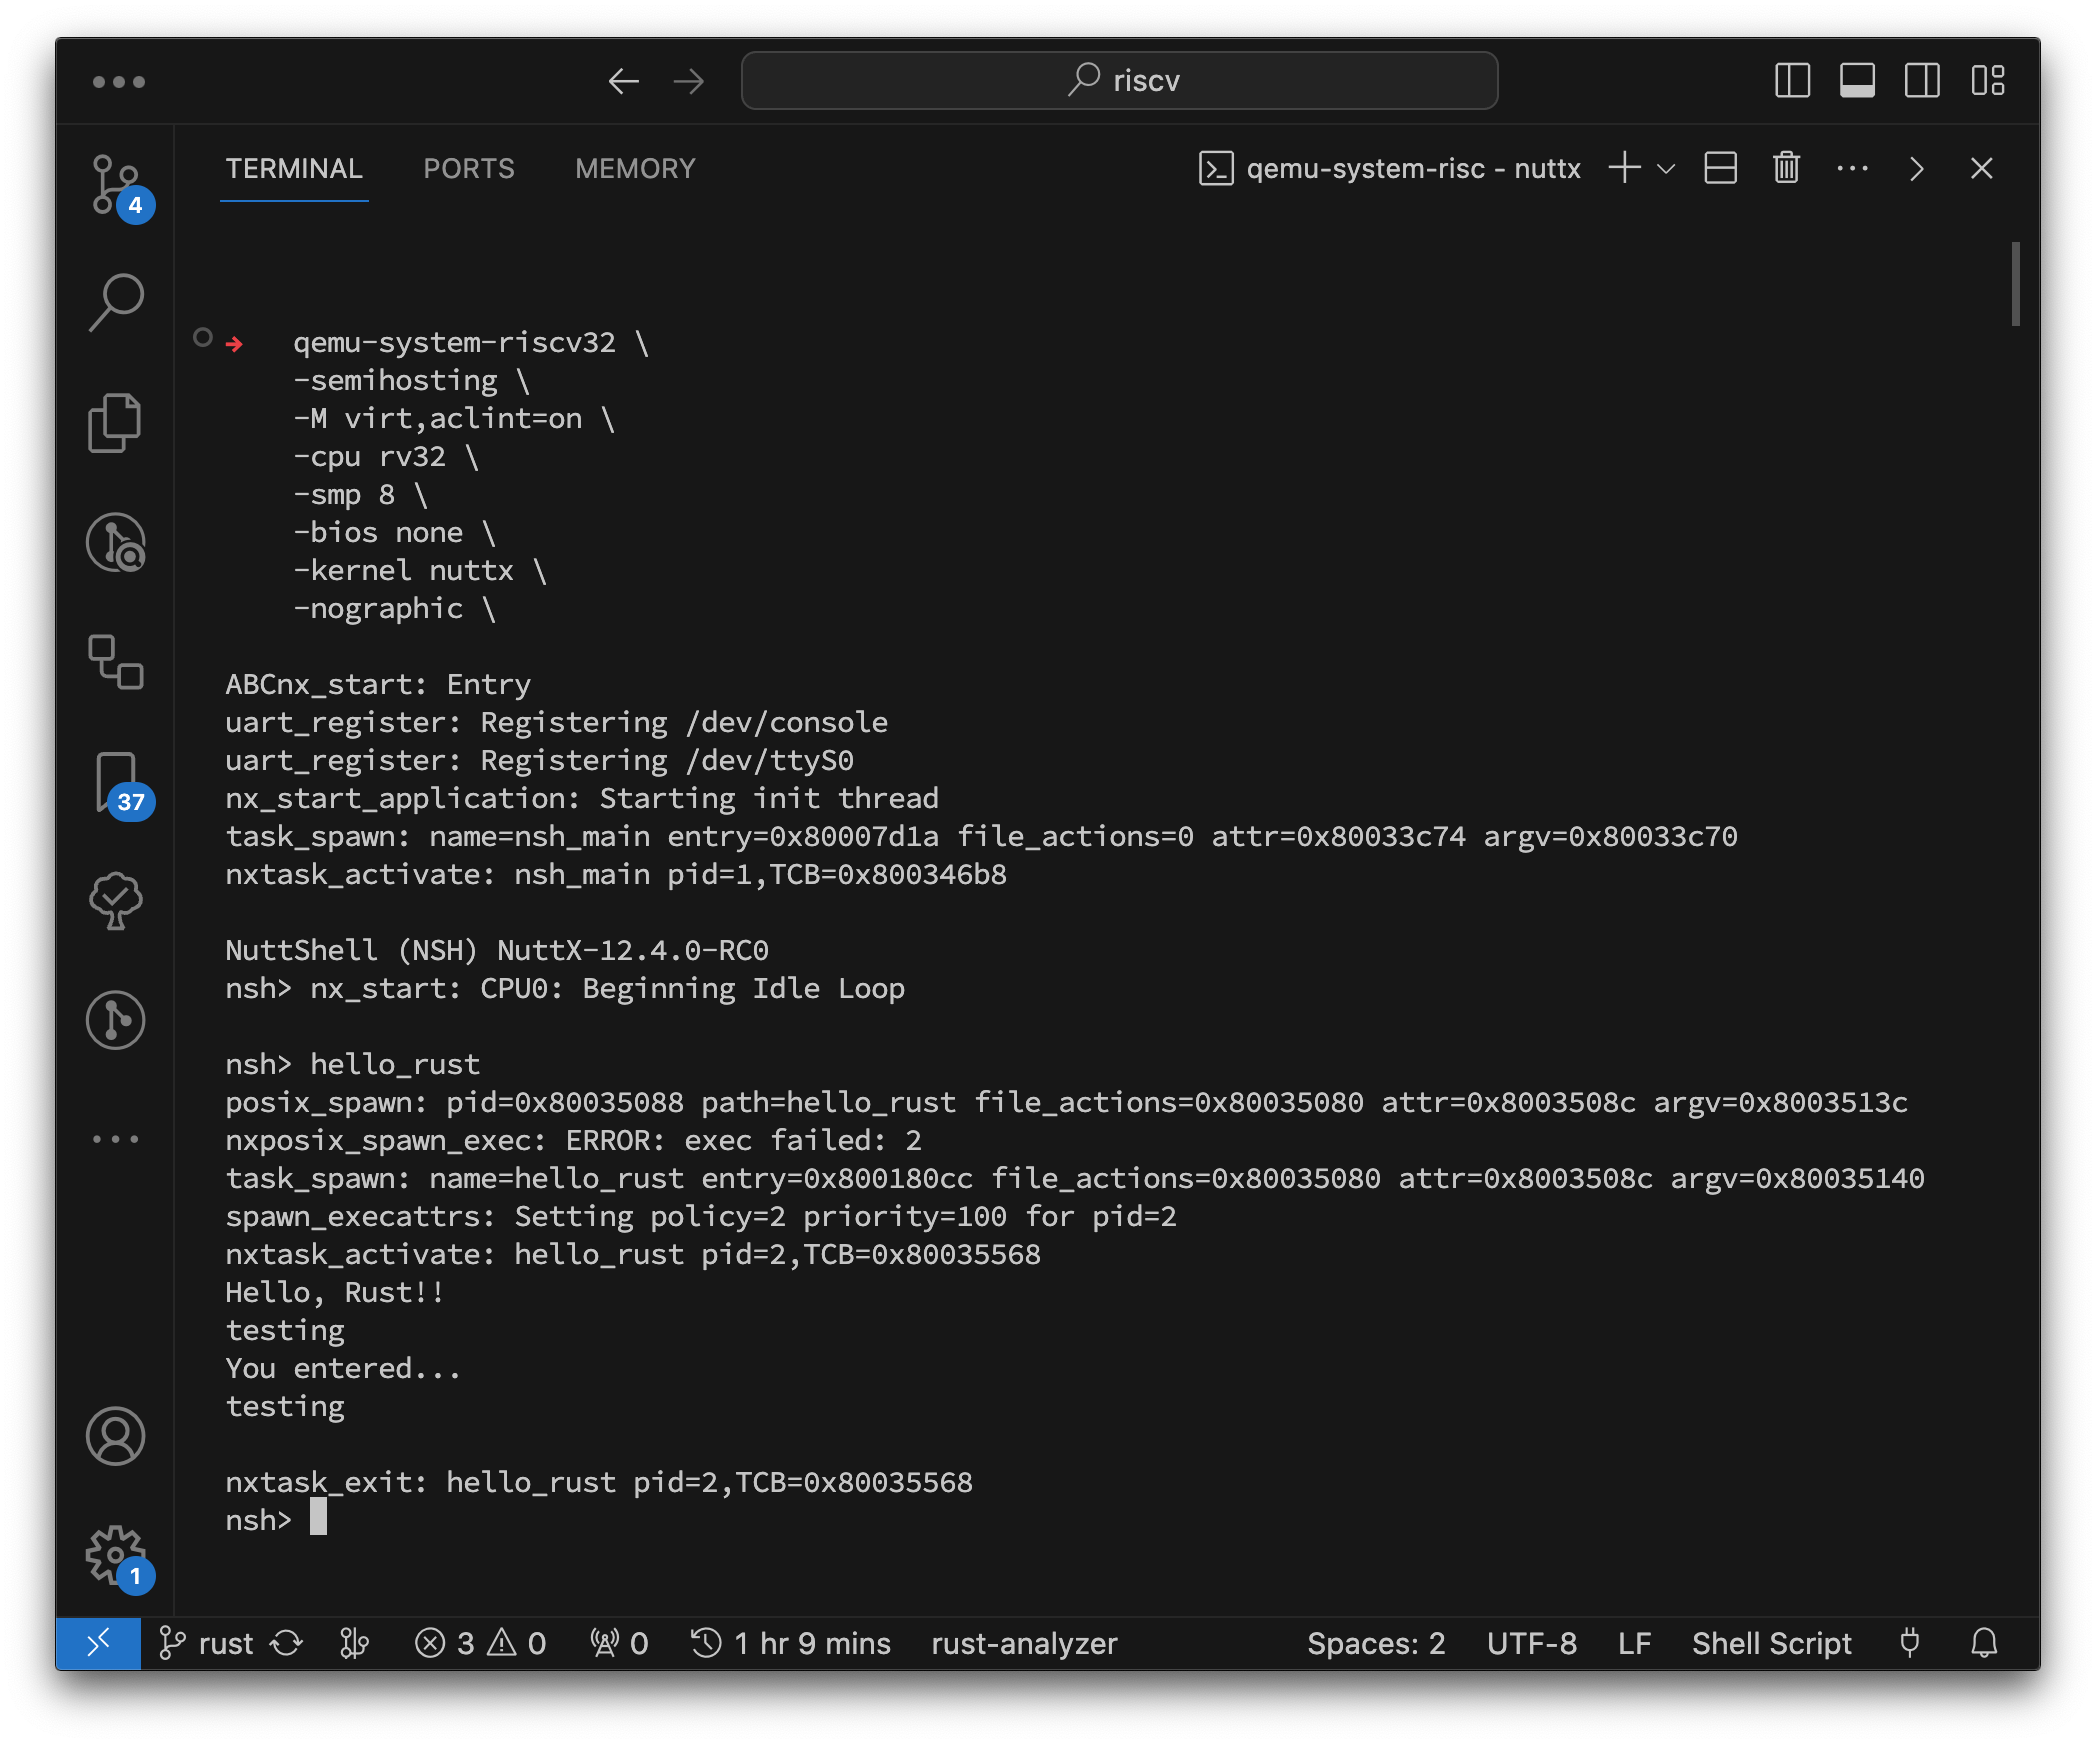 riscv
TERMINAL PORTS MEMORY qemu-system-risc - nuttx
4
qemu-system-riscv32 \
-semihosting \
-M virt,aclint=on \
-cpu rv32 \
-smp 8 \
-bios none \
-kernel nuttx \
-nographic \
ABCnx_start: Entry
uart_register: Registering /dev/console
uart_register: Registering /dev/ttyS0
nx_start_application: Starting init thread
37
task_spawn: name=nsh_main entry=0x80007d1a file_actions=0 attr=0x80033c74 argv=0x80033c70
nxtask_activate: nsh_main pid=1,TCB=0x800346b8
NuttShell (NSH) NuttX-12.4.0-RC0
nsh> nx_start: CPU0: Beginning Idle Loop
nsh> hello_rust
posix_spawn: pid=0x80035088 path=hello_rust file_actions=0x80035080 attr=0x8003508c argv=0x8003513c
nxposix_spawn_exec: ERROR: exec failed: 2
task_spawn: name=hello_rust entry=0x800180cc file_actions=0x80035080 attr=0x8003508c argv=0x80035140
spawn_execattrs: Setting policy=2 priority=100 for pid=2
nxtask_activate: hello_rust pid=2,TCB=0x80035568
Hello, Rust!!
testing
You entered...
testing
nxtask_exit: hello_rust pid=2,TCB=0x80035568
nsh>
1
rust 3 0 0 1 hr 9 mins rust-analyzer Spaces: 2 UTF-8 LF Shell Script